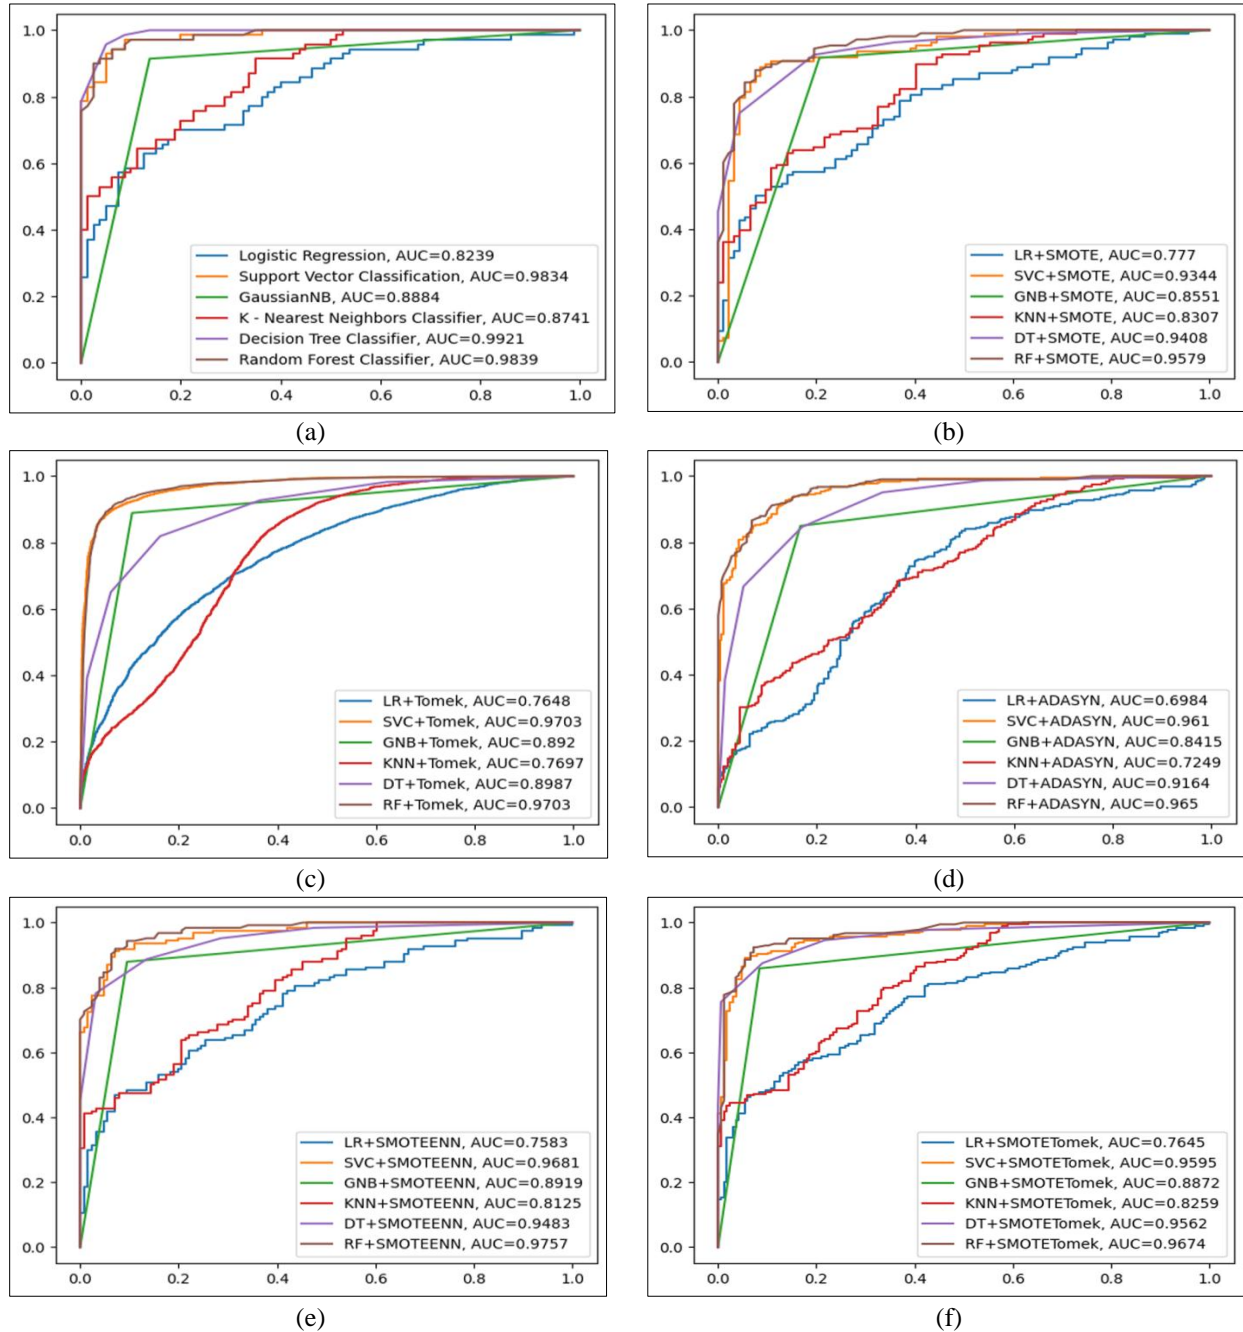 1.0
0.8
0.6
0.4
0.2
0.0
Logistic Regression, AUC=0.8239
Support Vector Classification, AUC=0.9834
GaussianNB, AUC=0.8884
K - Nearest Neighbors Classifier, AUC=0.8741
Decision Tree Classifier, AUC=0.9921
Random Forest Classifier, AUC=0.9839
0.0 0.2 0.4 0.6 0.8 1.0
(a)
1.0
0.8
0.6
0.4
0.2
0.0
LR+SMOTE, AUC=0.777
SVC+SMOTE, AUC=0.9344
GNB+SMOTE, AUC=0.8551
KNN+SMOTE, AUC=0.8307
DT+SMOTE, AUC=0.9408
RF+SMOTE, AUC=0.9579
0.0 0.2 0.4 0.6 0.8 1.0
(b)
1.0
0.8
0.6
0.4
0.2
0.0
LR+Tomek, AUC=0.7648
SVC+Tomek, AUC=0.9703
GNB+Tomek, AUC=0.892
KNN+Tomek, AUC=0.7697
DT+Tomek, AUC=0.8987
RF+Tomek, AUC=0.9703
0.0 0.2 0.4 0.6 0.8 1.0
(c)
1.0
0.8
0.6
0.4
0.2
0.0
LR+ADASYN, AUC=0.6984
SVC+ADASYN, AUC=0.961
GNB+ADASYN, AUC=0.8415
KNN+ADASYN, AUC=0.7249
DT+ADASYN, AUC=0.9164
RF+ADASYN, AUC=0.965
0.0 0.2 0.4 0.6 0.8 1.0
(d)
1.0
0.8
0.6
0.4
0.2
0.0
LR+SMOTEENN, AUC=0.7583
SVC+SMOTEENN, AUC=0.9681
GNB+SMOTEENN, AUC=0.8919
KNN+SMOTEENN, AUC=0.8125
DT+SMOTEENN, AUC=0.9483
RF+SMOTEENN, AUC=0.9757
0.0 0.2 0.4 0.6 0.8 1.0
(e)
1.0
0.8
0.6
0.4
0.2
0.0
LR+SMOTETomek, AUC=0.7645
SVC+SMOTETomek, AUC=0.9595
GNB+SMOTETomek, AUC=0.8872
KNN+SMOTETomek, AUC=0.8259
DT+SMOTETomek, AUC=0.9562
RF+SMOTETomek, AUC=0.9674
0.0 0.2 0.4 0.6 0.8 1.0
(f)